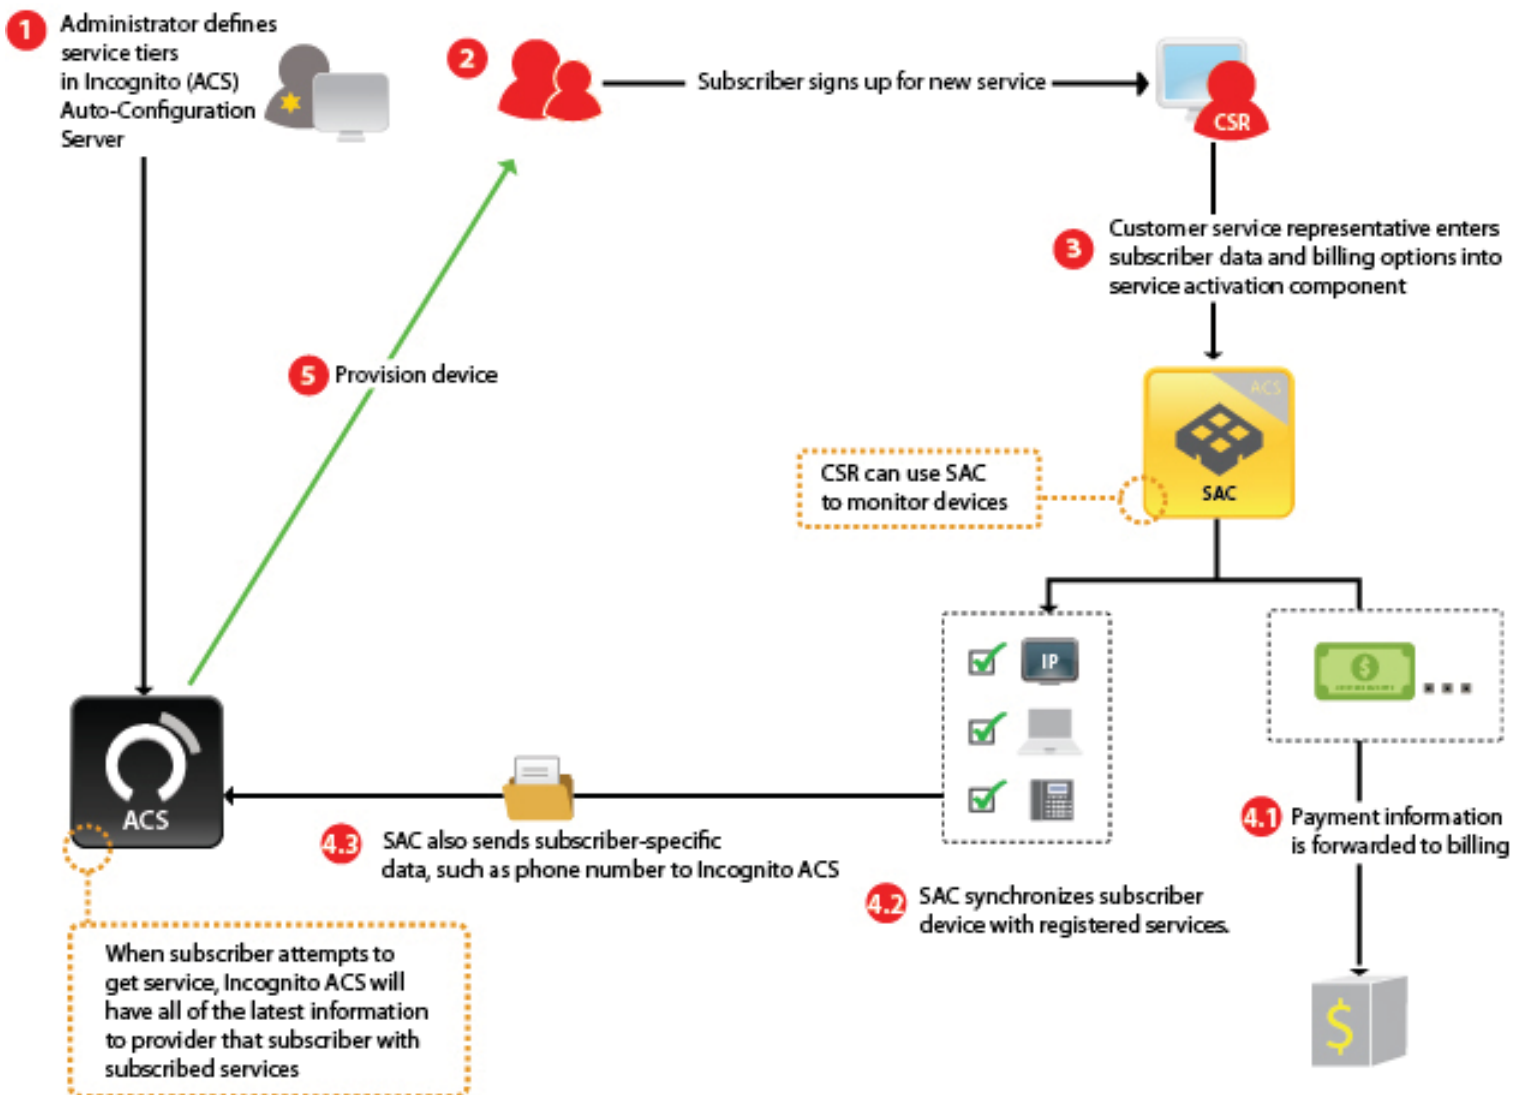 1
Administrator defines
service tiers
in Incognito (ACS)
Auto-Configuration
Server
2
Subscriber signs up for new service
CSR
3
Customer service representative enters
subscriber data and billing options into
service activation component
ACS
SAC
CSR can use SAC
to monitor devices
5 Provision device
IP
$
ACS
4.3
SAC also sends subscriber-specific
data, such as phone number to Incognito ACS
4.2
SAC synchronizes subscriber
device with registered services.
4.1
Payment information
is forwarded to billing
$
When subscriber attempts to
get service, Incognito ACS will
have all of the latest information
to provider that subscriber with
subscribed services